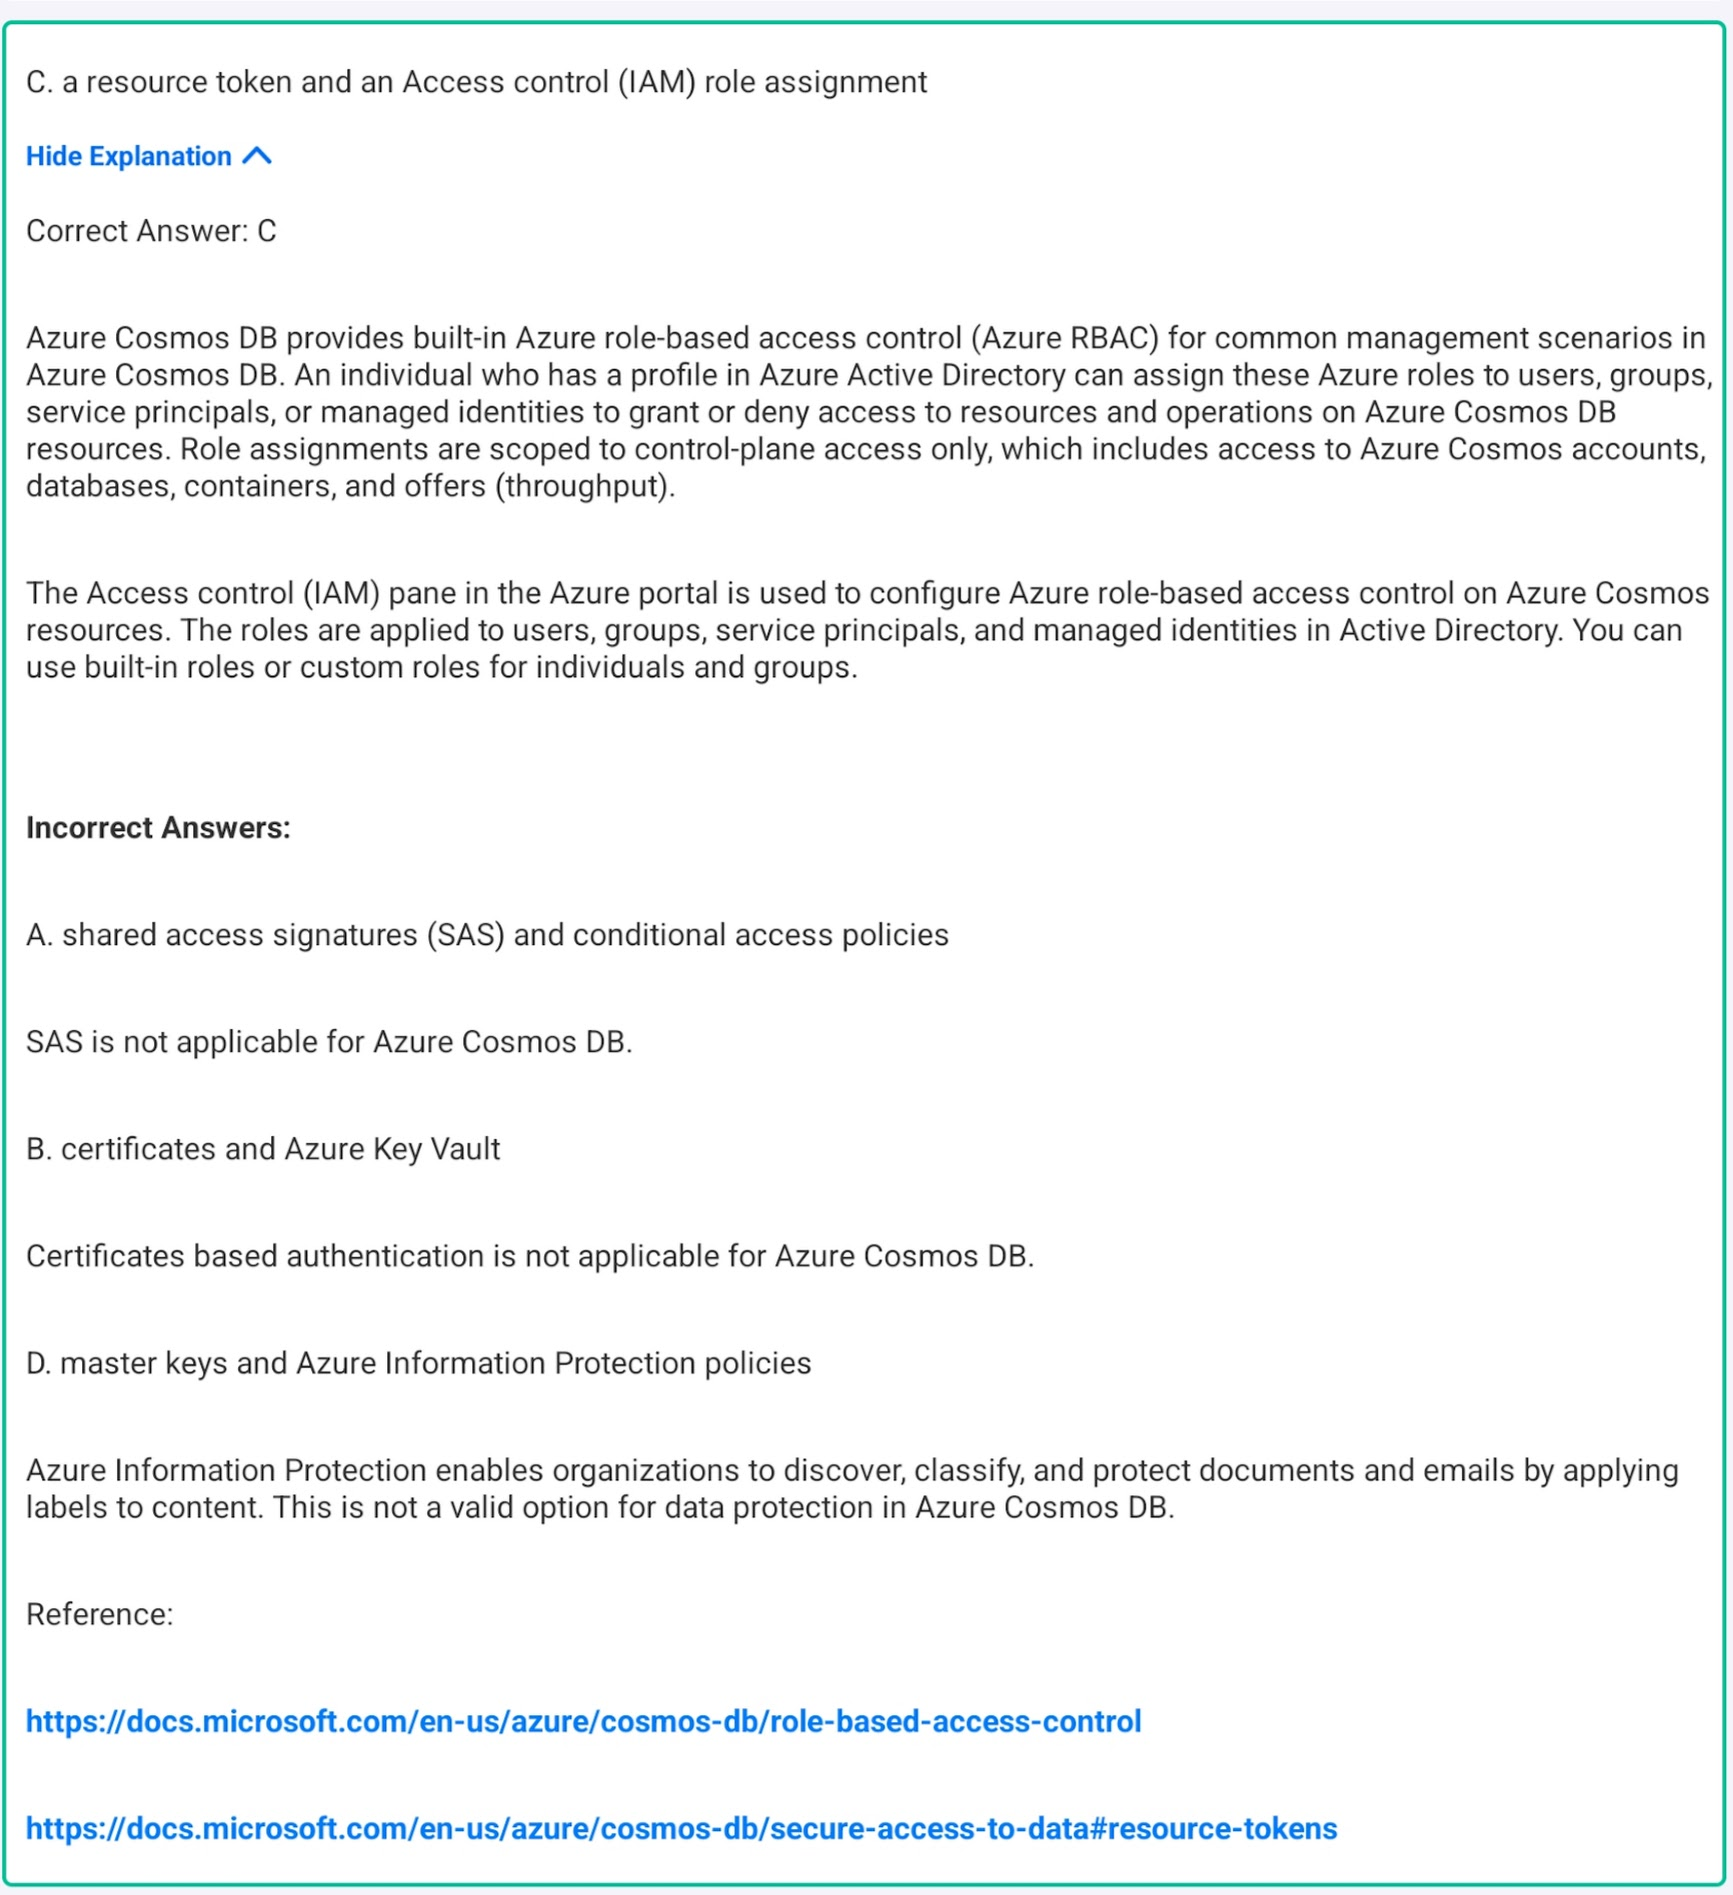 C. a resource token and an Access control (IAM) role assignment
Hide Explanation
Correct Answer: C
Azure Cosmos DB provides built-in Azure role-based access control (Azure RBAC) for common management scenarios in
Azure Cosmos DB. An individual who has a profile in Azure Active Directory can assign these Azure roles to users, groups,
service principals, or managed identities to grant or deny access to resources and operations on Azure Cosmos DB
resources. Role assignments are scoped to control-plane access only, which includes access to Azure Cosmos accounts,
databases, containers, and offers (throughput).
The Access control (IAM) pane in the Azure portal is used to configure Azure role-based access control on Azure Cosmos
resources. The roles are applied to users, groups, service principals, and managed identities in Active Directory. You can
use built-in roles or custom roles for individuals and groups.
Incorrect Answers:
A. shared access signatures (SAS) and conditional access policies
SAS is not applicable for Azure Cosmos DB.
B. certificates and Azure Key Vault
Certificates based authentication is not applicable for Azure Cosmos DB.
D. master keys and Azure Information Protection policies
Azure Information Protection enables organizations to discover, classify, and protect documents and emails by applying
labels to content. This is not a valid option for data protection in Azure Cosmos DB.
Reference:
https://docs.microsoft.com/en-us/azure/cosmos-db/role-based-access-control
https://docs.microsoft.com/en-us/azure/cosmos-db/secure-access-to-data#resource-tokens